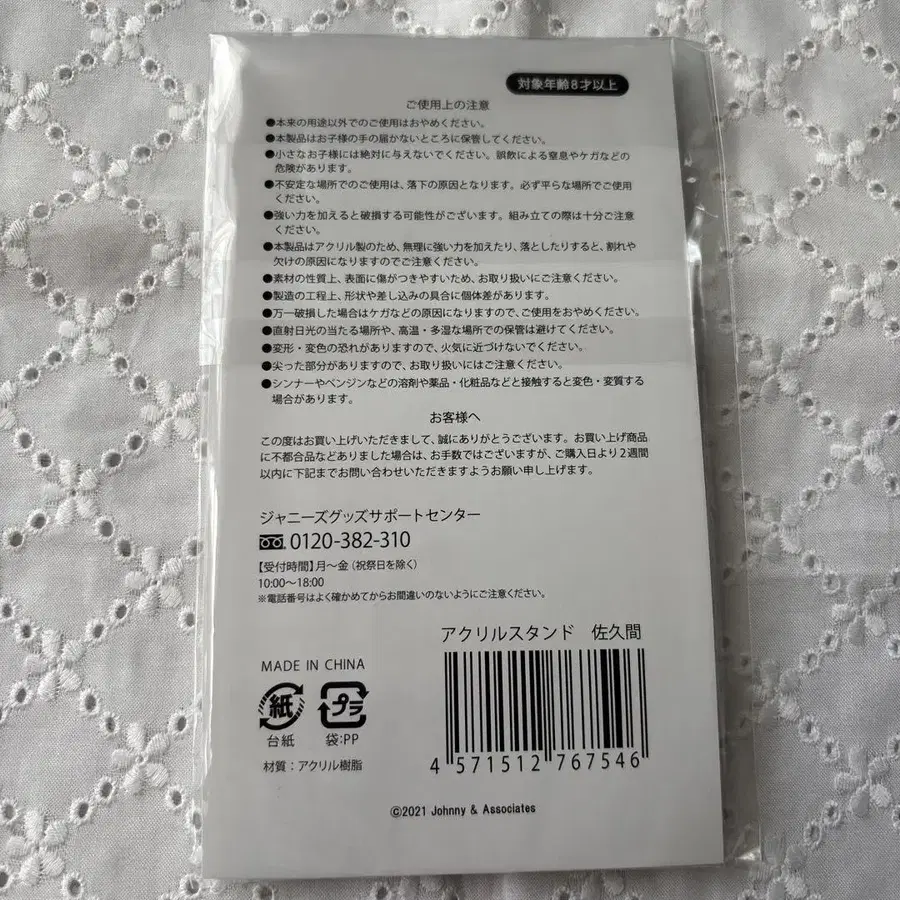 対象年齢8才以上
ご使用上の注意
●本来の用途以外でのご使用はおやめください。
●本製品はお子様の手の届かないところに保管してください。
●小さなお子様には絶対に与えないでください。誤飲による窒息やケガなどの
危険があります。
●不安定な場所でのご使用は、落下の原因となります。必ず平らな場所でご使用
ください。
●強い力を加えると破損する可能性がございます。組み立ての際は十分ご注意
ください。
●本製品はアクリル製のため、無理に強い力を加えたり、落としたりすると、割れや
欠けの原因になりますのでご注意ください。
●素材の性質上、表面に傷がつきやすいため、お取り扱いにご注意ください。
●製造の工程上、形状や差し込みの具合に個体差があります。
●万一破損した場合はケガなどの原因になりますので、ご使用をおやめください。
●直射日光の当たる場所や、高温・多湿な場所での保管は避けてください。
●変形・変色の恐れがありますので、火気に近づけないでください。
●尖った部分がありますので、お取り扱いにはご注意ください。
●シンナーやベンジンなどの溶剤や薬品・化粧品などと接触すると変色・変質する
場合があります。
お客様へ
この度はお買い上げいただきまして、誠にありがとうございます。お買い上げ商品
に不都合品などありました場合は、お手数ではございますが、ご購入日より2週間
以内に下記までお問い合わせいただきますようお願い申し上げます。
ジャニーズグッズサポートセンター
0120-382-310
【受付時間】月〜金（祝祭日を除く）
10:00〜18:00
※電話番号はよく確かめてからお間違いのないようにご注意ください。
アクリルスタンド 佐久間
MADE IN CHINA
紙 プラ
台紙 袋:PP
材質：アクリル樹脂
4 571512 767546
©2021 Johnny & Associates